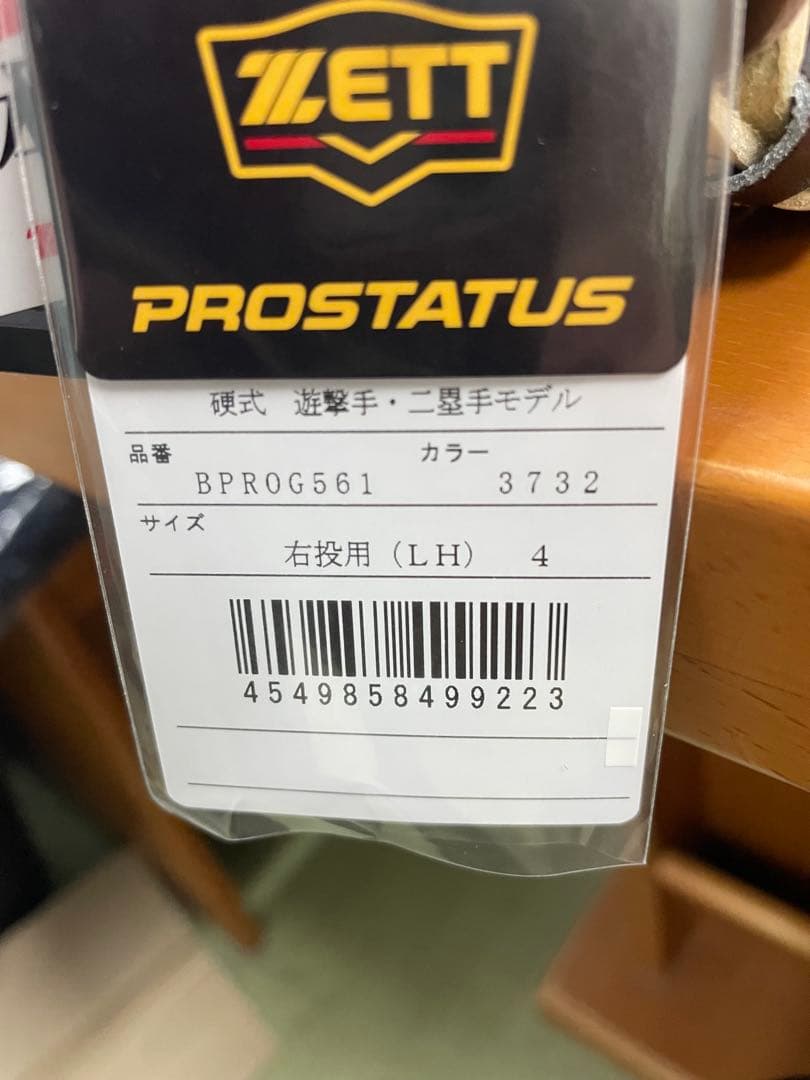 ZETT
PROSTATUS
硬式 遊撃手・二塁手モデル
品番 カラー
BPROG561 3732
サイズ
右投用(LH) 4
4549858499223